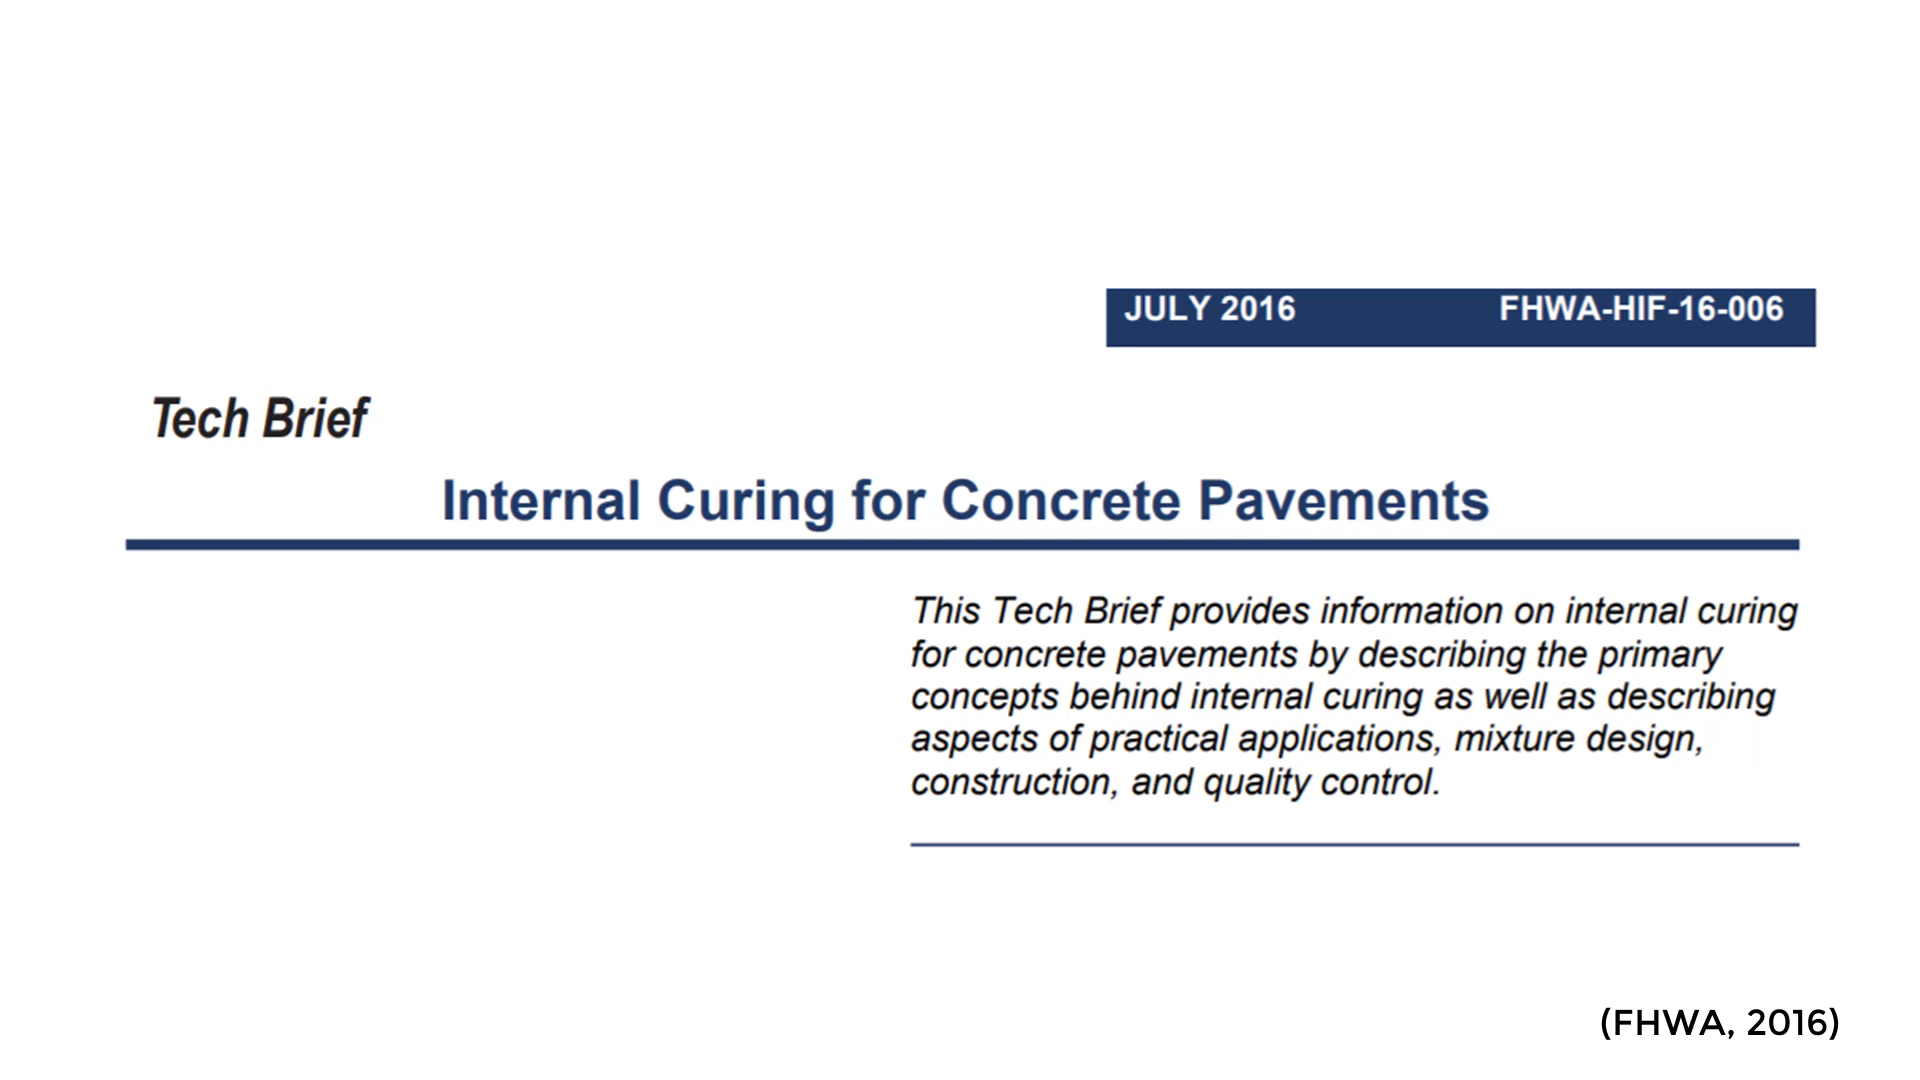 JULY 2016 FHWA-HIF-16-006
Tech Brief
Internal Curing for Concrete Pavements
This Tech Brief provides information on internal curing
for concrete pavements by describing the primary
concepts behind internal curing as well as describing
aspects of practical applications, mixture design,
construction, and quality control.
(FHWA, 2016)